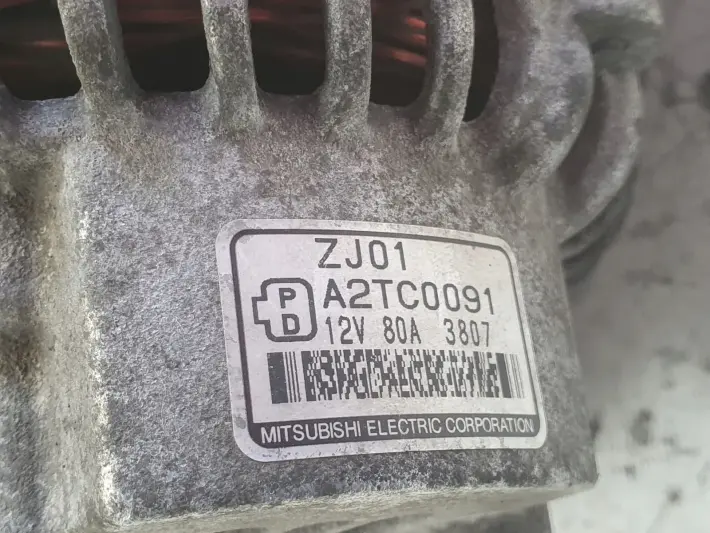 ZJ01
P D
A2TC0091
12V 80A 3807
MITSUBISHI ELECTRIC CORPORATION